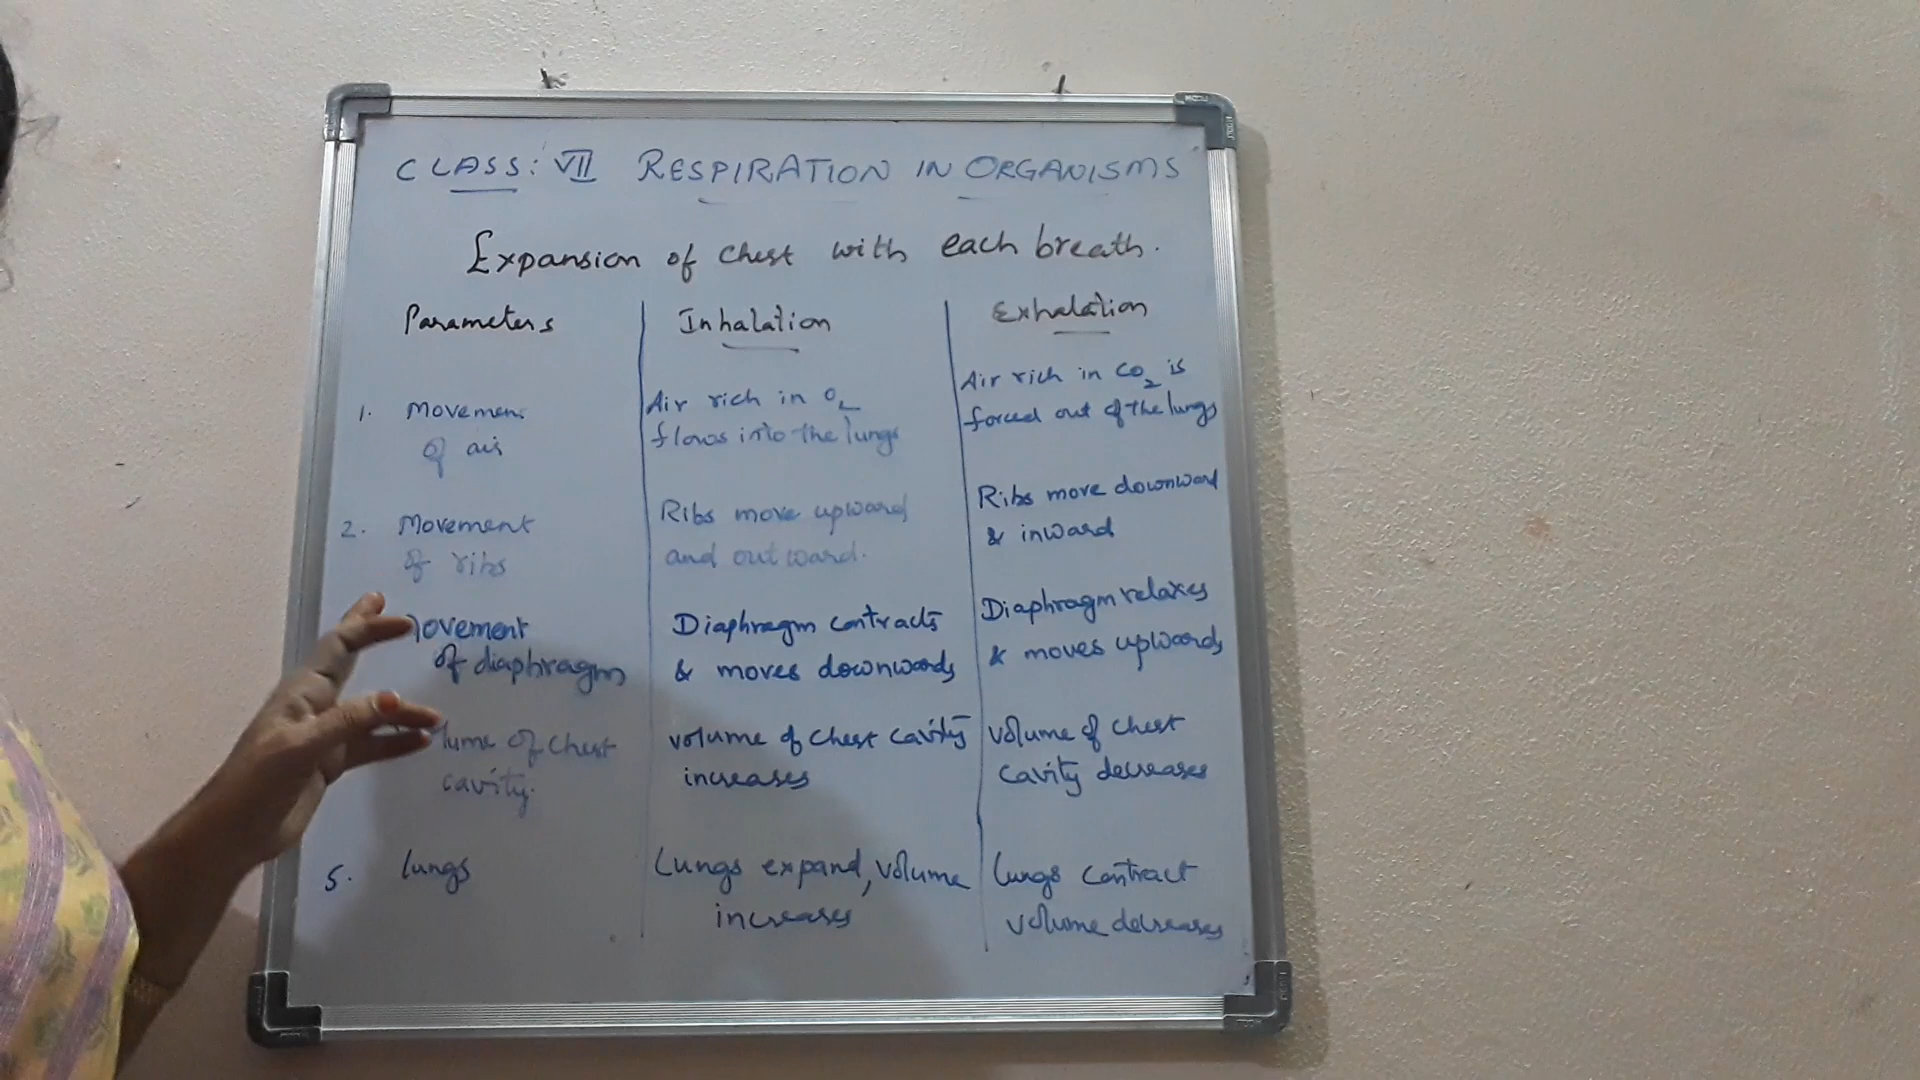 CLASS: VII RESPIRATION IN ORGANISMS
Expansion of chest with each breath.
Parameters
Inhalation
Exhalation
1. Movement
of air
Air rich in O2
flows into the lungs
Air rich in CO2 is
forced out of the lungs
2. Movement
of ribs
Ribs move upward
and outward.
Ribs move downward
& inward
Movement
of diaphragm
Diaphragm contracts
& moves downwards
Diaphragm relaxes
& moves upwards
of chest
cavity.
volume of chest cavity
increases
volume of chest
cavity decreases
5. lungs
Lungs expand, volume
increases
lungs contract
volume decreases